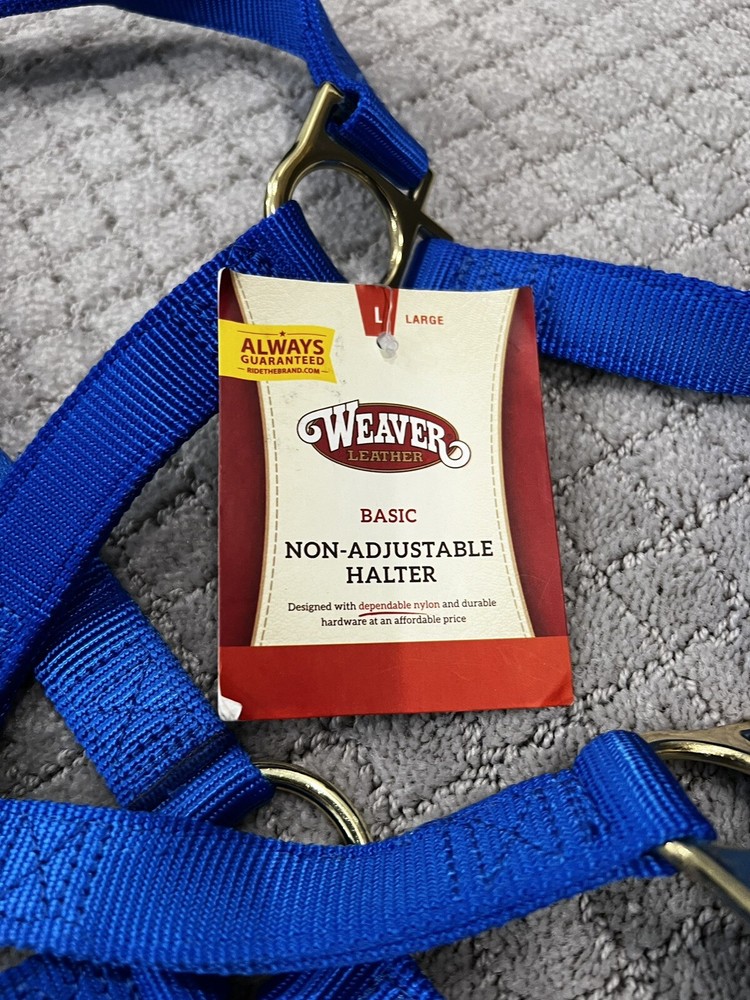 L LARGE
ALWAYS
GUARANTEED
RIDETHEBRAND.COM
WEAVER
LEATHER
BASIC
NON-ADJUSTABLE
HALTER
Designed with dependable nylon and durable
hardware at an affordable price